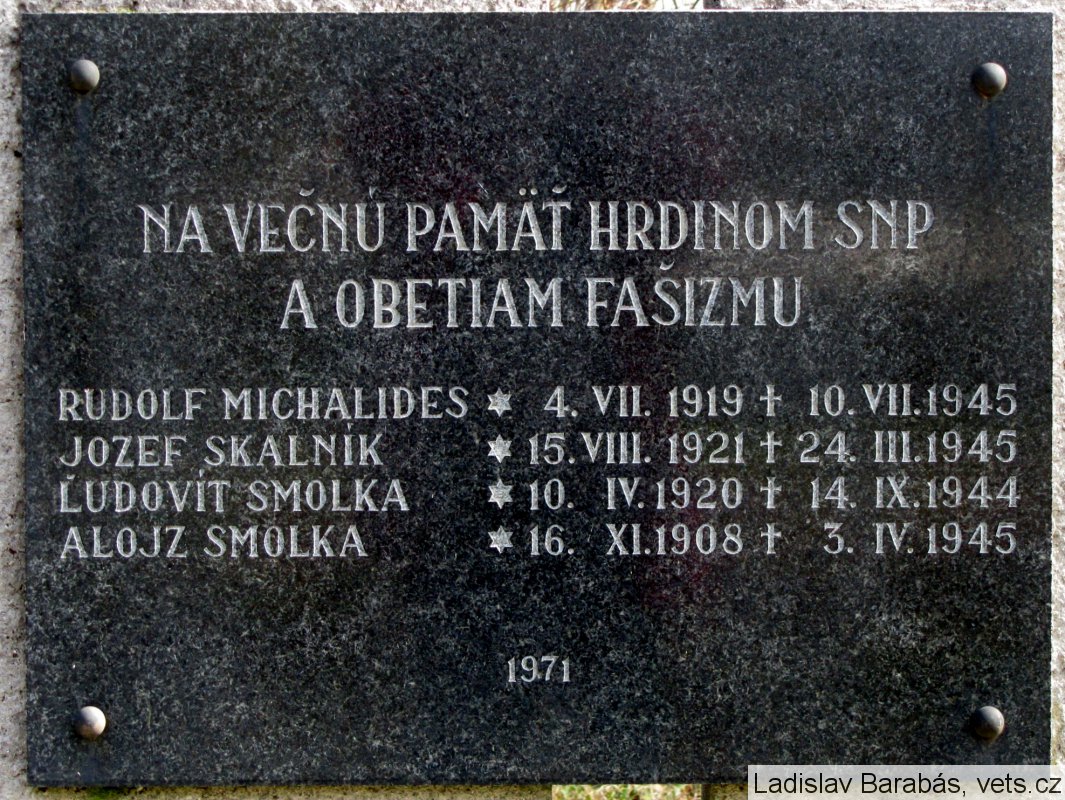 NA VEČNÚ PAMÄŤ HRDINOM SNP
A OBETIAM FAŠIZMU
RUDOLF MICHALIDES ✶ 4. VII. 1919 † 10. VII. 1945
JOZEF SKALNÍK ✶ 15. VIII. 1921 † 24. III. 1945
ĽUDOVÍT SMOLKA ✶ 10. IV. 1920 † 14. IX. 1944
ALOJZ SMOLKA ✶ 16. XI. 1908 † 3. IV. 1945
1971
Ladislav Barabás, vets.cz